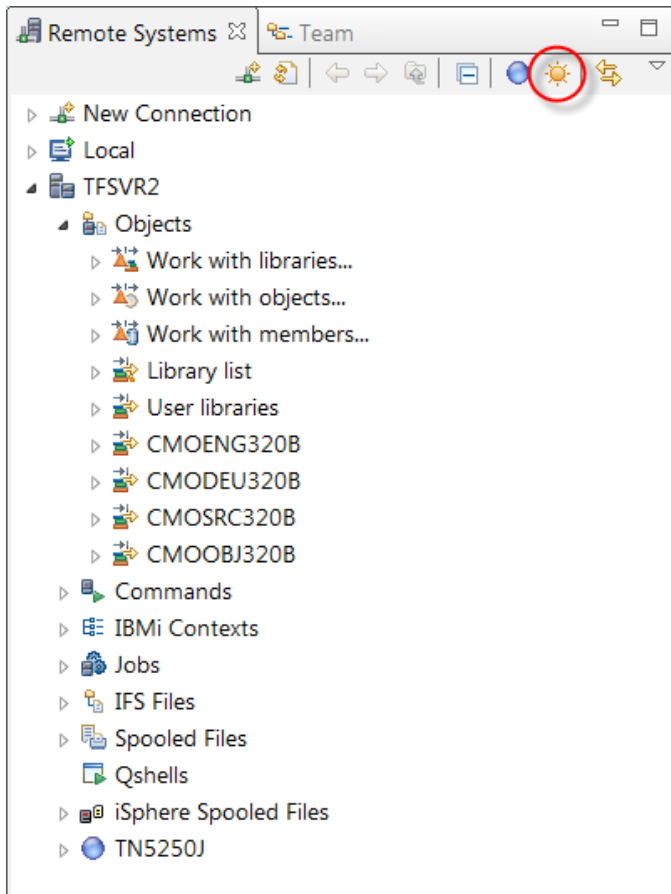 Remote Systems Team
New Connection
Local
TFSVR2
Objects
Work with libraries...
Work with objects...
Work with members...
Library list
User libraries
CMOENG320B
CMODEU320B
CMOSRC320B
CMOOBJ320B
Commands
IBMi Contexts
Jobs
IFS Files
Spooled Files
Qshells
iSphere Spooled Files
TN5250J